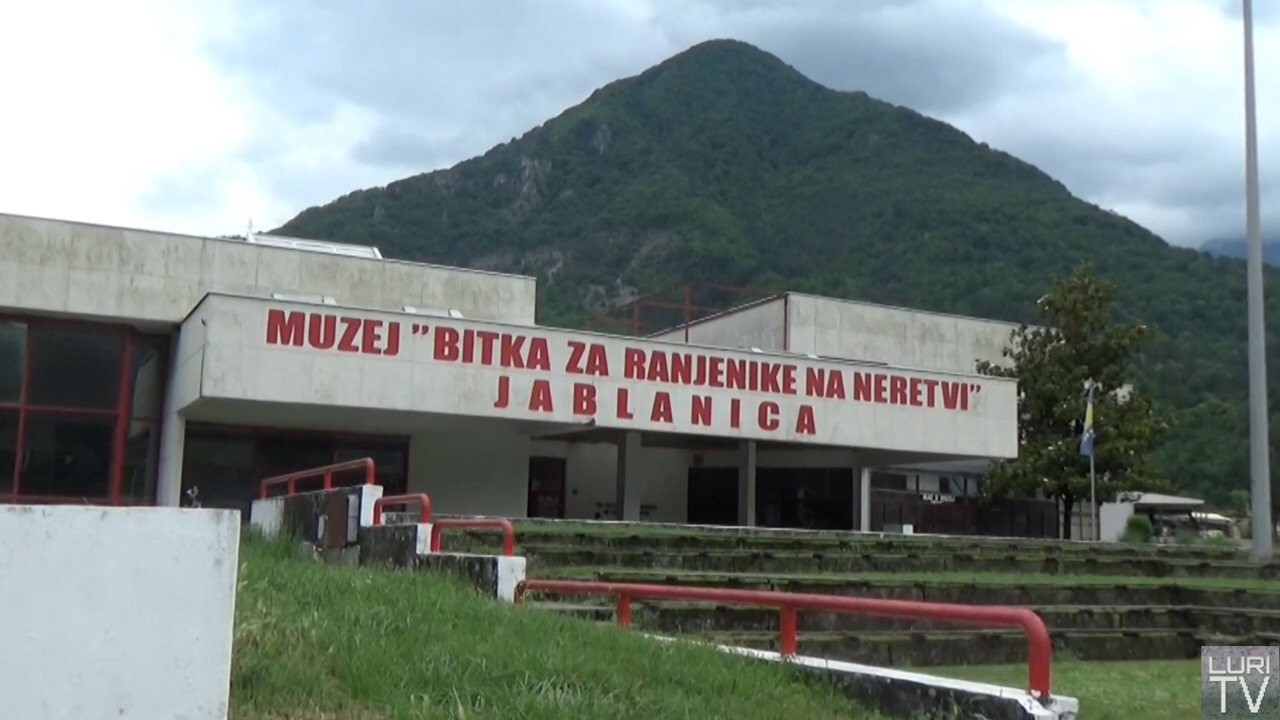 MUZEJ "BITKA ZA RANJENIKE NA NERETVI"
JABLANICA
LURI
TV